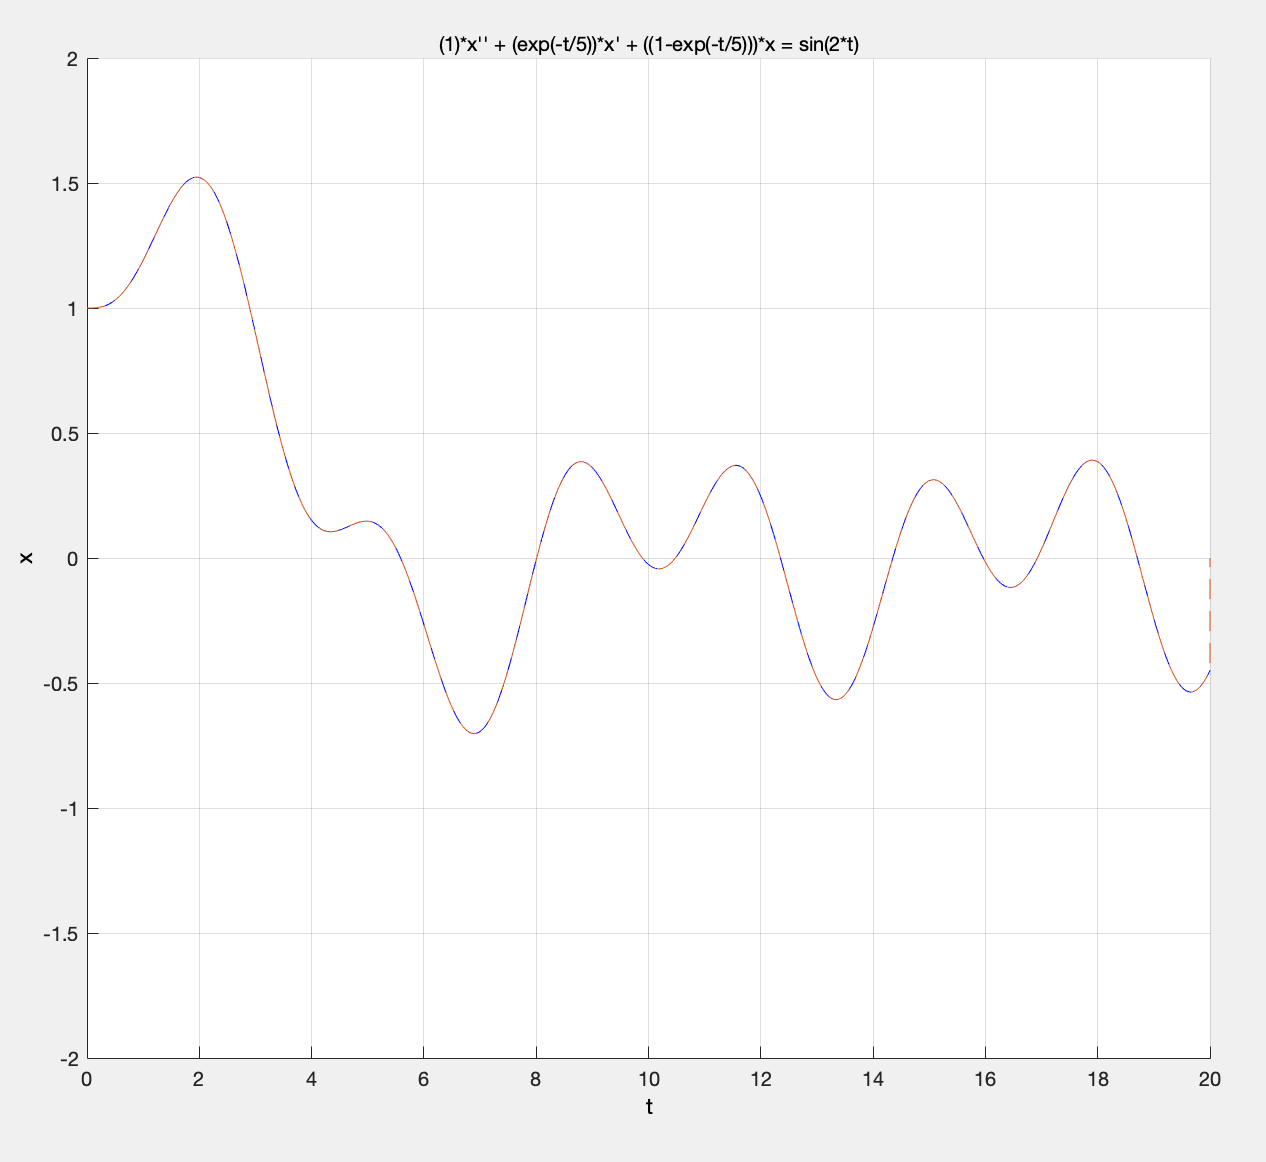 (1)*x'' + (exp(-t/5))*x' + ((1-exp(-t/5)))*x = sin(2*t)
2
1.5
1
0.5
0
-0.5
-1
-1.5
-2
x
0 2 4 6 8 10 12 14 16 18 20
t